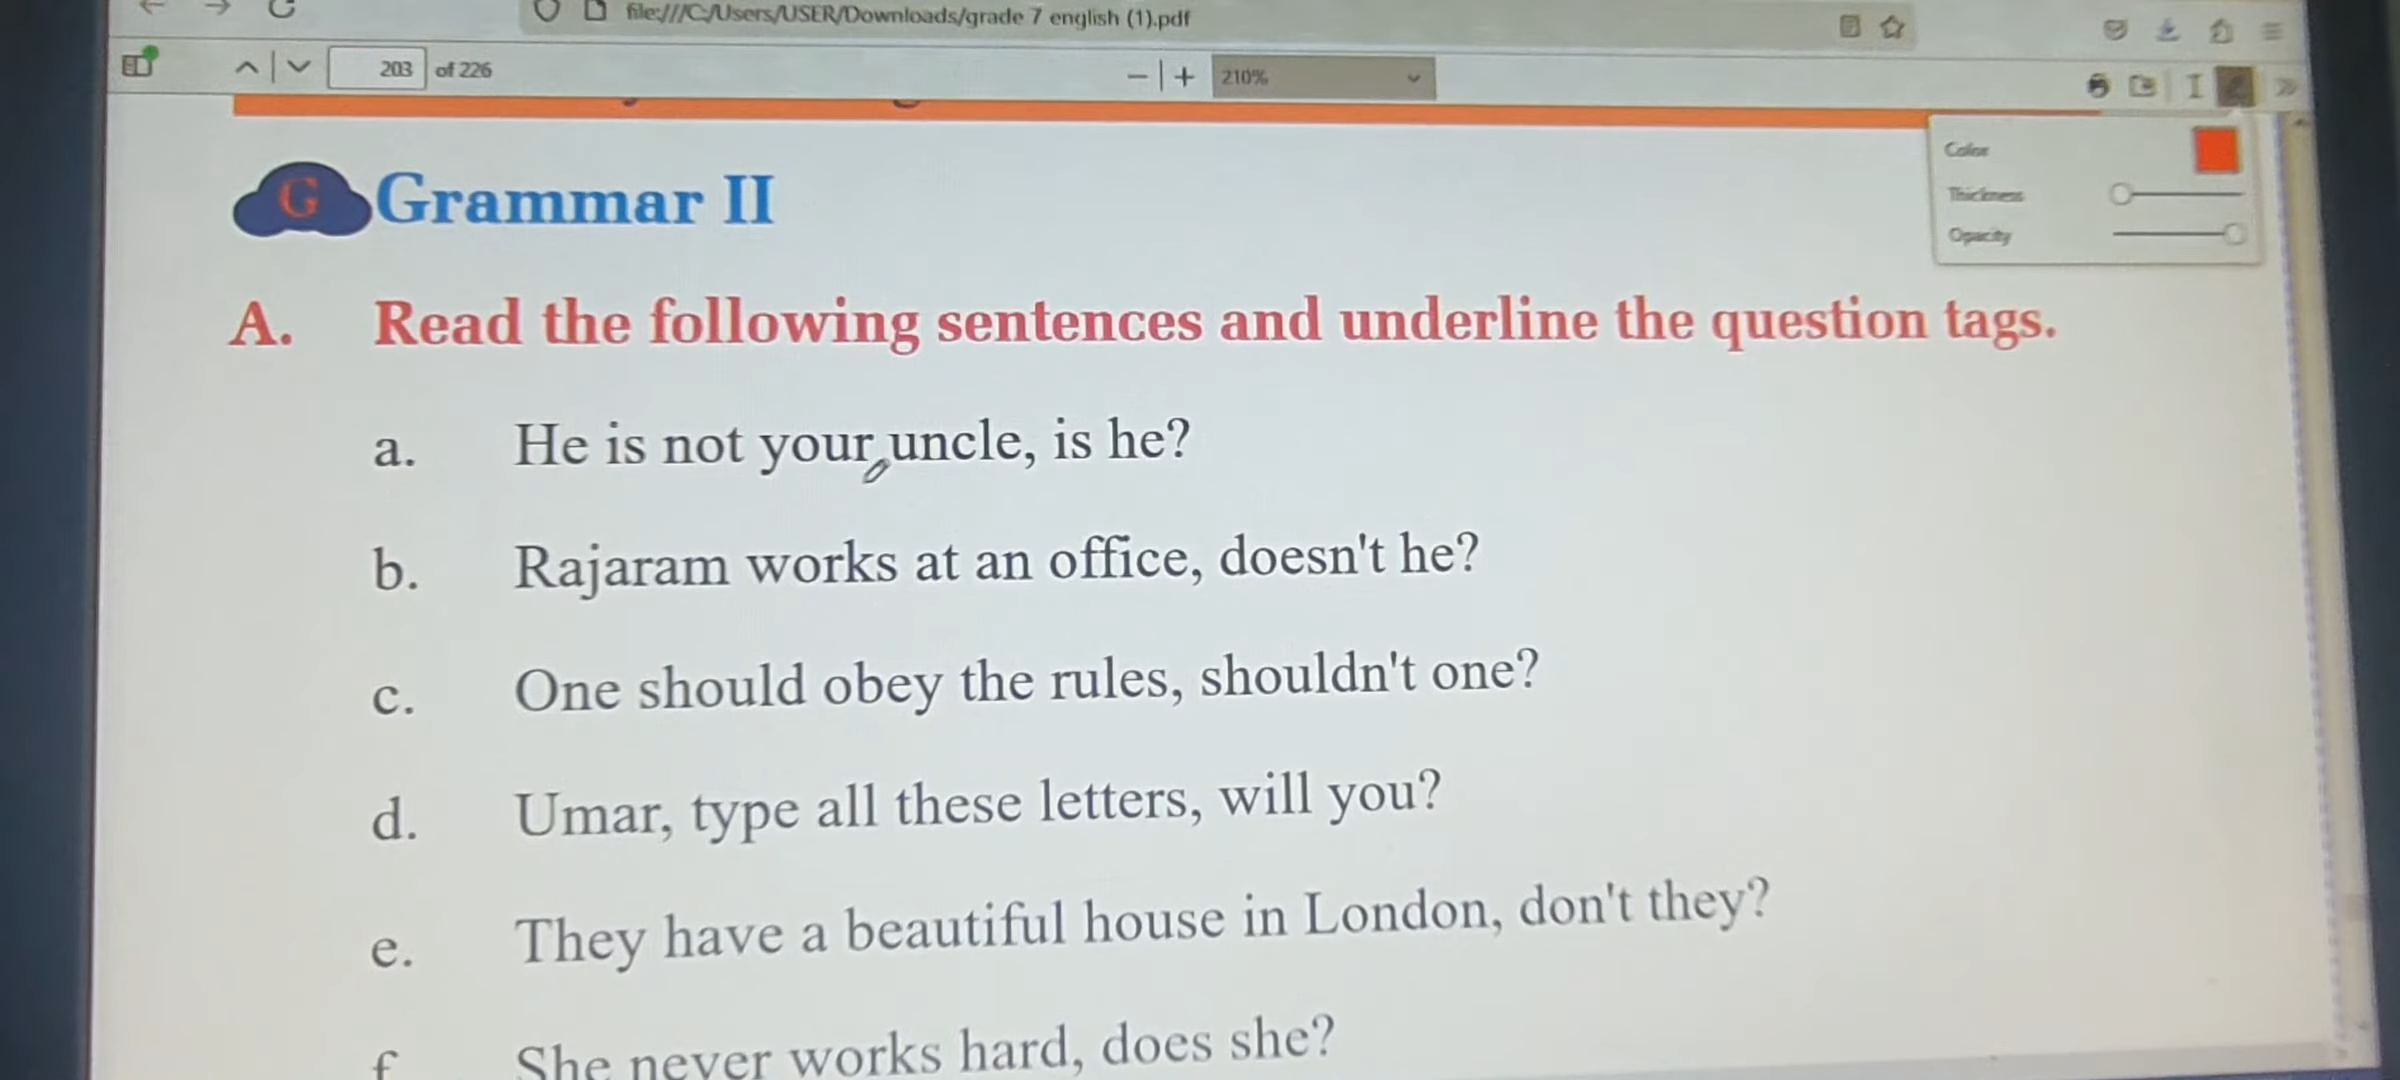 file:///C:/Users/USER/Downloads/grade 7 english (1).pdf
203 of 226
210%
Color
Thickness
Opacity
G Grammar II
A. Read the following sentences and underline the question tags.
a. He is not your uncle, is he?
b. Rajaram works at an office, doesn't he?
c. One should obey the rules, shouldn't one?
d. Umar, type all these letters, will you?
e. They have a beautiful house in London, don't they?
f She never works hard, does she?